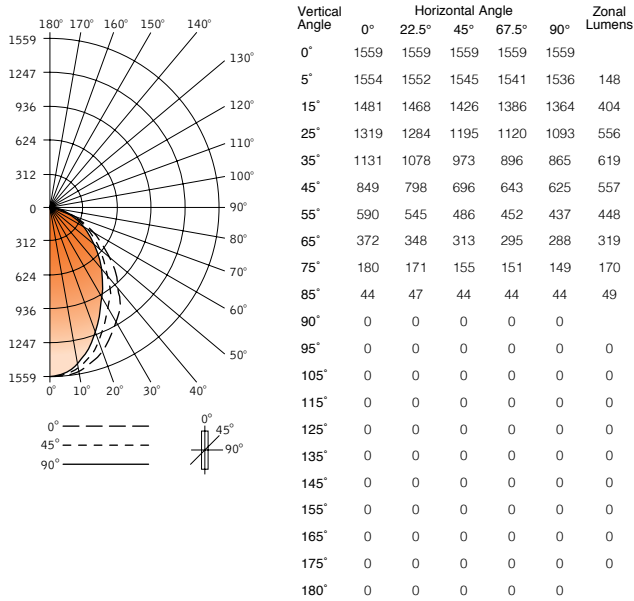 180° 170° 160° 150° 140°
1559
1247
936
624
312
0
312
624
936
1247
1559
130°
120°
110°
100°
90°
80°
70°
60°
50°
0° 10° 20° 30° 40°
0°
45°
90°
0°
45°
90°
Vertical Angle Horizontal Angle Zonal Lumens
0° 22.5° 45° 67.5° 90°
0° 1559 1559 1559 1559 1559
5° 1554 1552 1545 1541 1536 148
15° 1481 1468 1426 1386 1364 404
25° 1319 1284 1195 1120 1093 556
35° 1131 1078 973 896 865 619
45° 849 798 696 643 625 557
55° 590 545 486 452 437 448
65° 372 348 313 295 288 319
75° 180 171 155 151 149 170
85° 44 47 44 44 44 49
90° 0 0 0 0 0
95° 0 0 0 0 0 0
105° 0 0 0 0 0 0
115° 0 0 0 0 0 0
125° 0 0 0 0 0 0
135° 0 0 0 0 0 0
145° 0 0 0 0 0 0
155° 0 0 0 0 0 0
165° 0 0 0 0 0 0
175° 0 0 0 0 0 0
180° 0 0 0 0 0